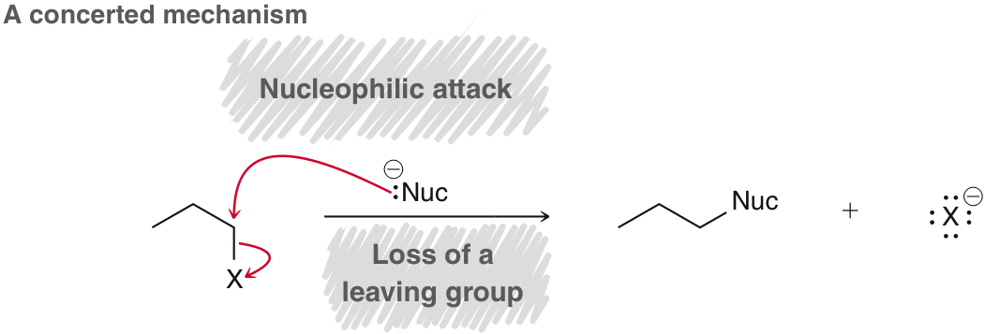 A concerted mechanism
Nucleophilic attack
⊖
:Nuc
X
Loss of a
leaving group
Nuc
+
:X:⊖